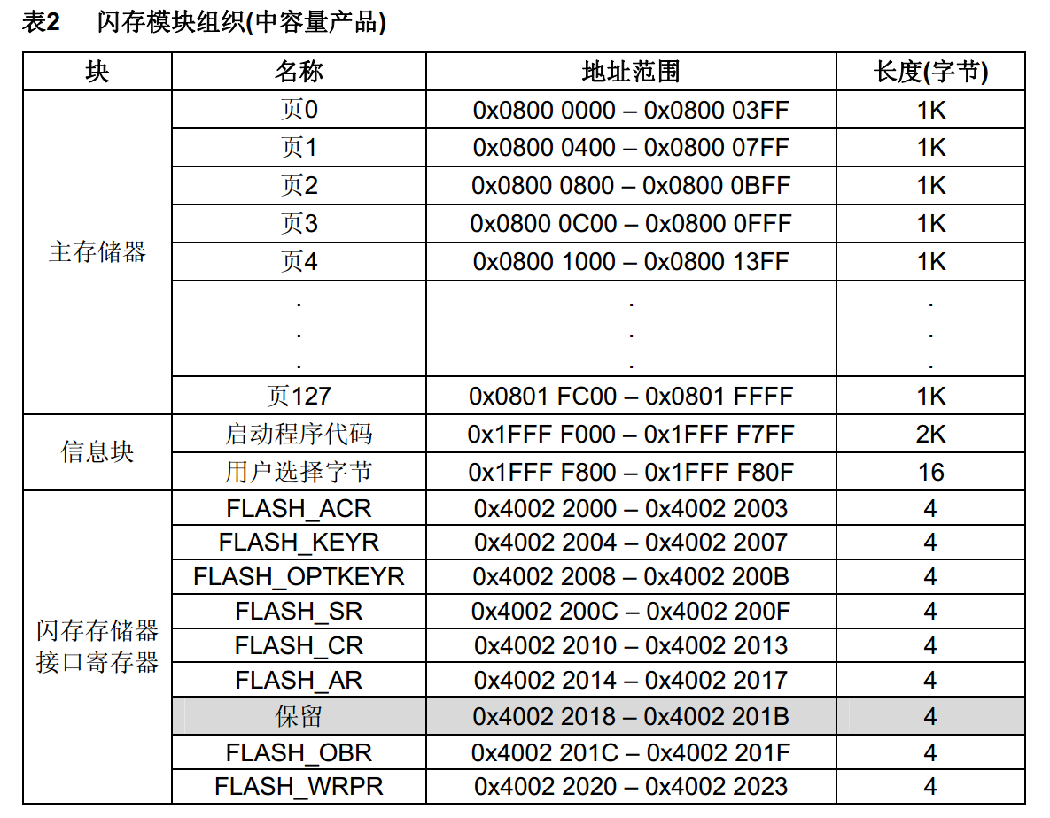 表2 闪存模块组织(中容量产品)
块 名称 地址范围 长度(字节)
主存储器 页0 0x0800 0000 – 0x0800 03FF 1K
页1 0x0800 0400 – 0x0800 07FF 1K
页2 0x0800 0800 – 0x0800 0BFF 1K
页3 0x0800 0C00 – 0x0800 0FFF 1K
页4 0x0800 1000 – 0x0800 13FF 1K
. . .
. . .
. . .
页127 0x0801 FC00 – 0x0801 FFFF 1K
信息块 启动程序代码 0x1FFF F000 – 0x1FFF F7FF 2K
用户选择字节 0x1FFF F800 – 0x1FFF F80F 16
闪存存储器
接口寄存器 FLASH_ACR 0x4002 2000 – 0x4002 2003 4
FLASH_KEYR 0x4002 2004 – 0x4002 2007 4
FLASH_OPTKEYR 0x4002 2008 – 0x4002 200B 4
FLASH_SR 0x4002 200C – 0x4002 200F 4
FLASH_CR 0x4002 2010 – 0x4002 2013 4
FLASH_AR 0x4002 2014 – 0x4002 2017 4
保留 0x4002 2018 – 0x4002 201B 4
FLASH_OBR 0x4002 201C – 0x4002 201F 4
FLASH_WRPR 0x4002 2020 – 0x4002 2023 4